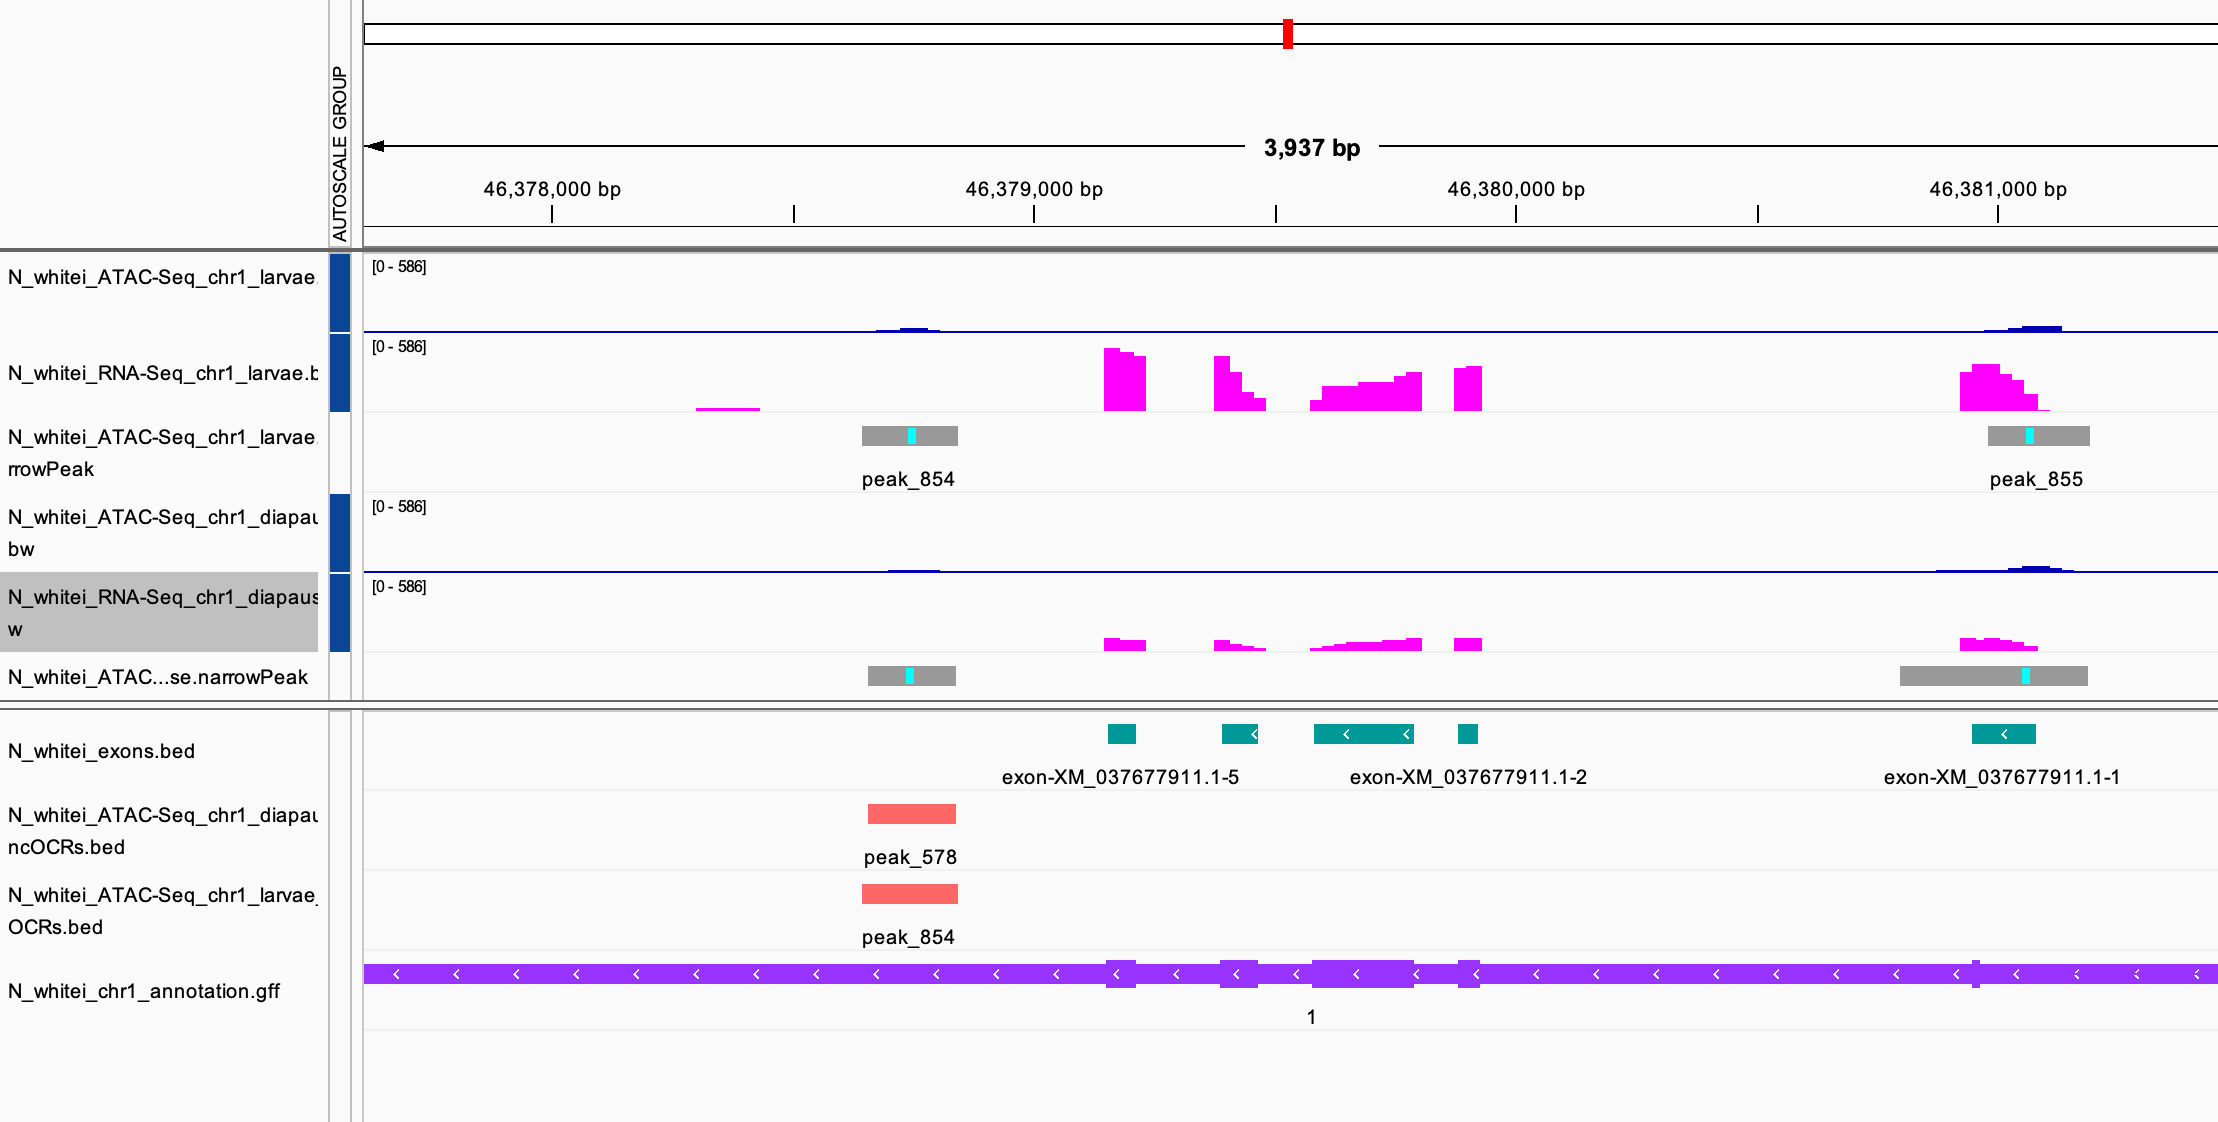 3,937 bp
46,378,000 bp
46,379,000 bp
46,380,000 bp
46,381,000 bp
AUTOSCALE GROUP
N_whitei_ATAC-Seq_chr1_larvae.
[0 - 586]
N_whitei_RNA-Seq_chr1_larvae.b
[0 - 586]
N_whitei_ATAC-Seq_chr1_larvae.
rrowPeak
peak_854
peak_855
N_whitei_ATAC-Seq_chr1_diapau
bw
[0 - 586]
N_whitei_RNA-Seq_chr1_diapaus
w
[0 - 586]
N_whitei_ATAC...se.narrowPeak
N_whitei_exons.bed
exon-XM_037677911.1-5
exon-XM_037677911.1-2
exon-XM_037677911.1-1
N_whitei_ATAC-Seq_chr1_diapau
ncOCRs.bed
peak_578
N_whitei_ATAC-Seq_chr1_larvae_
OCRs.bed
peak_854
N_whitei_chr1_annotation.gff
1